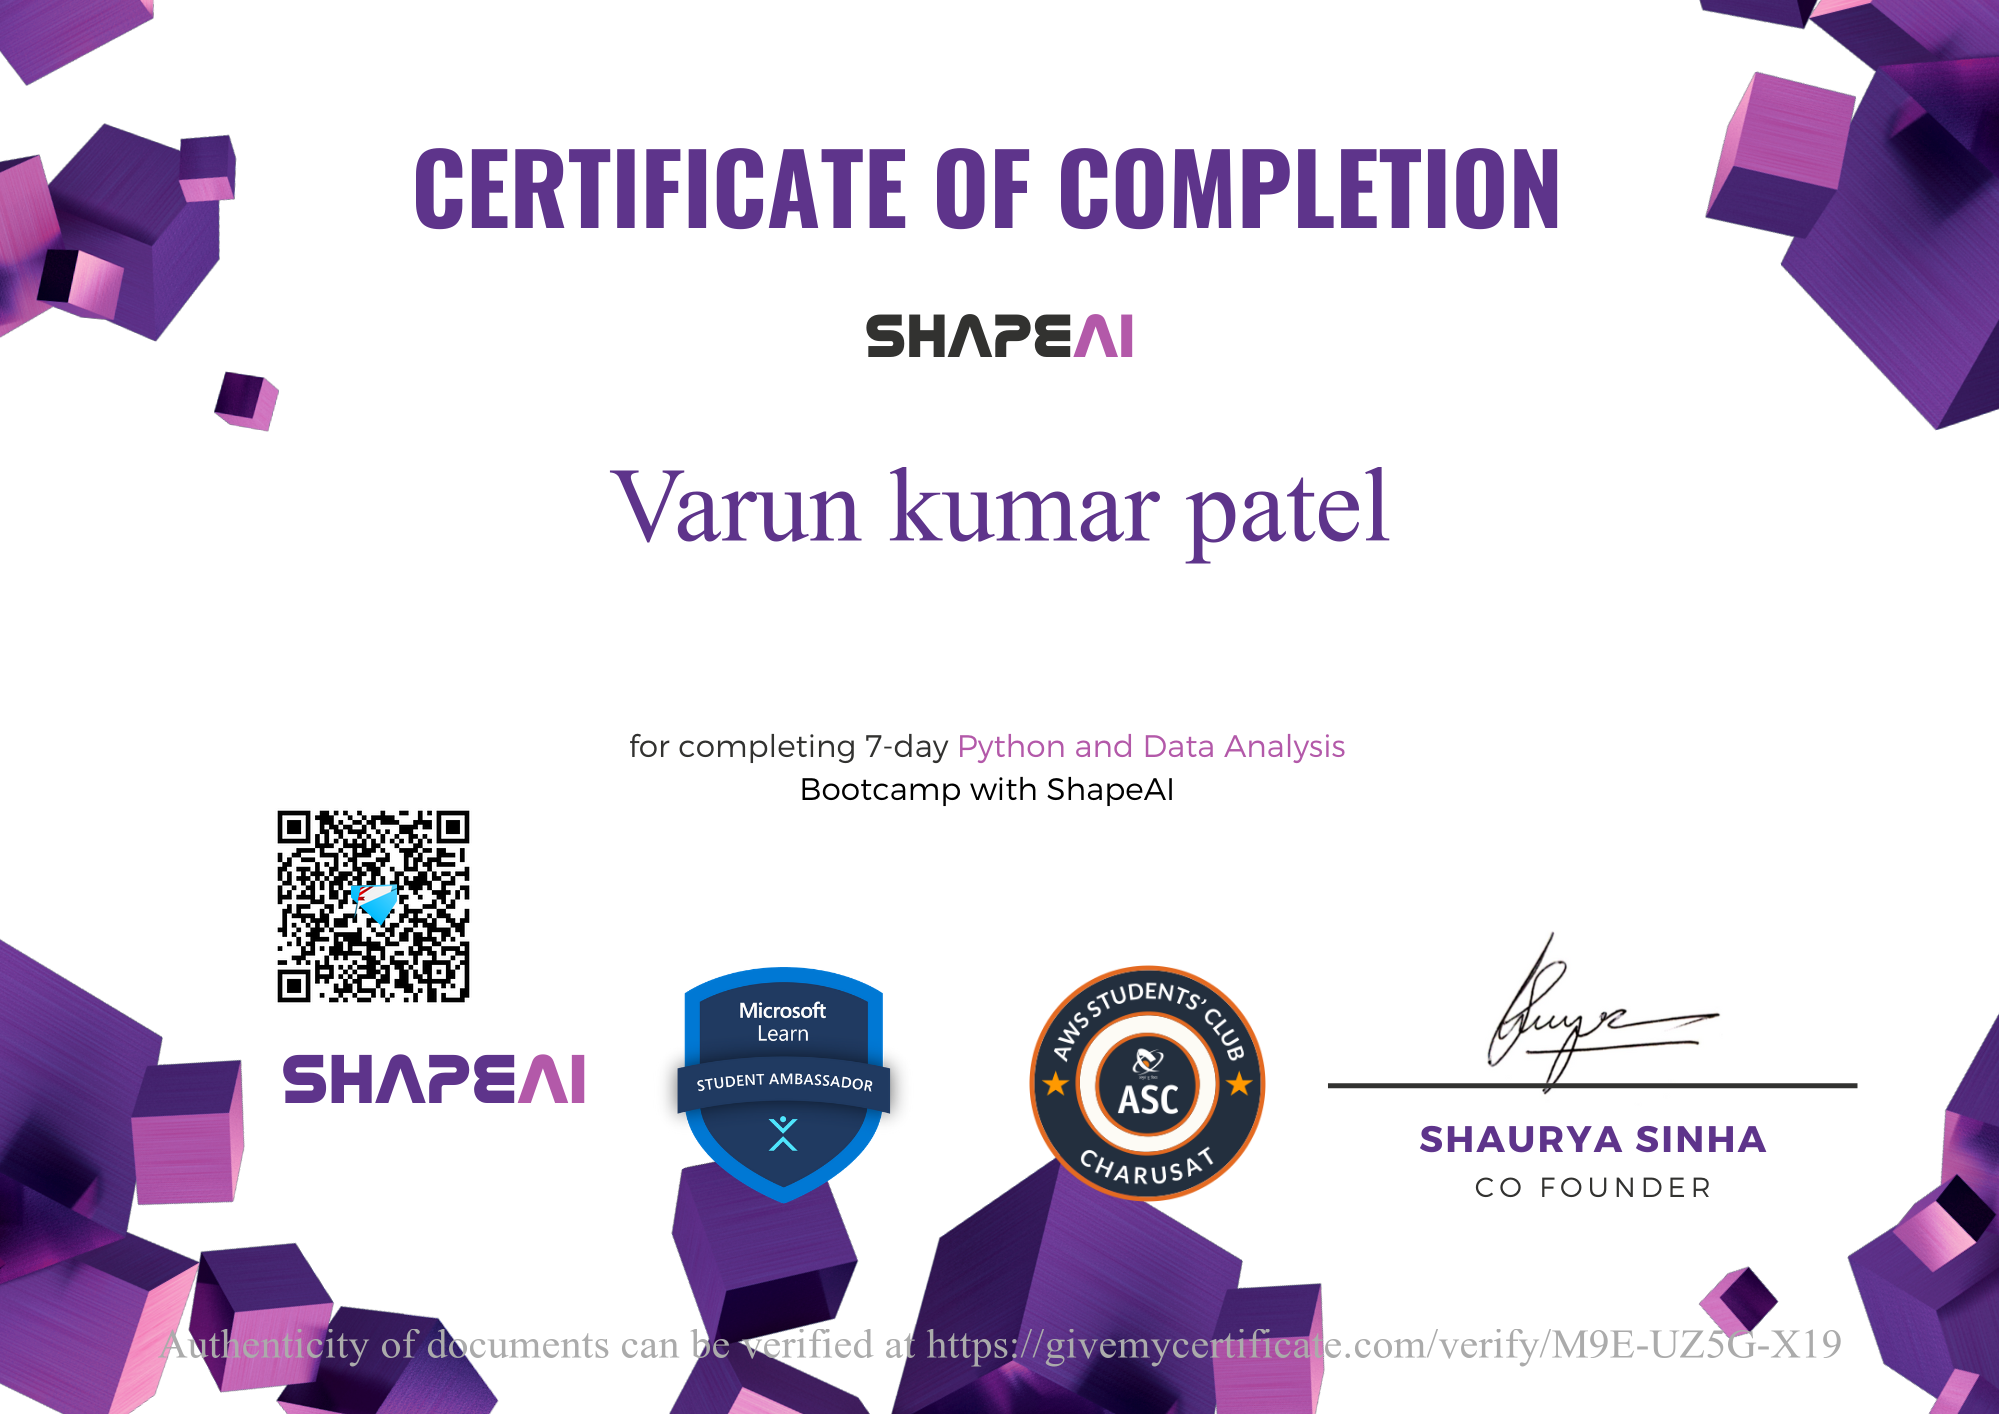 CERTIFICATE OF COMPLETION
SHAPEAI
Varun kumar patel
for completing 7-day Python and Data Analysis
Bootcamp with ShapeAI
SHAPEAI
Microsoft
Learn
STUDENT AMBASSADOR
AWS STUDENTS' CLUB
ASC
CHARUSAT
SHAURYA SINHA
CO FOUNDER
Authenticity of documents can be verified at https://givemycertificate.com/verify/M9E-UZ5G-X19